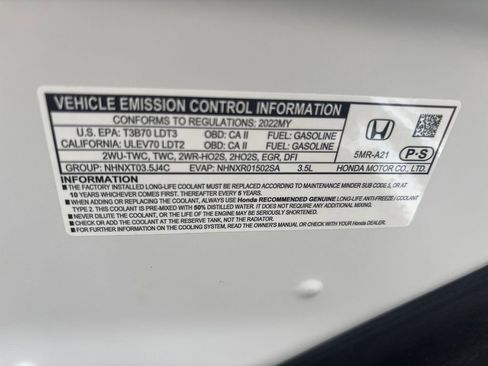 VEHICLE EMISSION CONTROL INFORMATION
CONFORMS TO REGULATIONS: 2022MY
U.S. EPA: T3B70 LDT3 OBD: CA II FUEL: GASOLINE
CALIFORNIA: ULEV70 LDT2 OBD: CA II FUEL: GASOLINE
2WU-TWC, TWC, 2WR-HO2S, 2HO2S, EGR, DFI
GROUP: NHNXT03.5J4C EVAP: NHNXR01502SA 3.5L
5MR-A21 P-S
HONDA MOTOR CO., LTD.
INFORMATION
■ THE FACTORY INSTALLED LONG-LIFE COOLANT MUST BE REPLACED ACCORDING TO MAINTENANCE MINDER SUB CODE 5, OR AT
10 YEARS WHICHEVER COMES FIRST, THEN REPLACED EVERY 5 YEARS.
■ WHEN ADDING OR REPLACING THE COOLANT, ALWAYS USE Honda RECOMMENDED GENUINE LONG-LIFE ANTI-FREEZE / COOLANT
TYPE 2. THIS COOLANT IS PRE-MIXED WITH 50% DISTILLED WATER. IT DOES NOT REQUIRE ANY ADDITIONAL MIXING.
■ NEVER DILUTE COOLANT, OR THE LIFE OF THE ENGINE MAY BE SERIOUSLY SHORTENED.
■ CHECK OR ADD COOLANT AT THE RESERVE TANK, NOT THE RADIATOR.
■ FOR FURTHER INFORMATION ON THE COOLING SYSTEM, READ THE OWNER'S MANUAL OR CONTACT AN AUTHORIZED Honda DEALER.